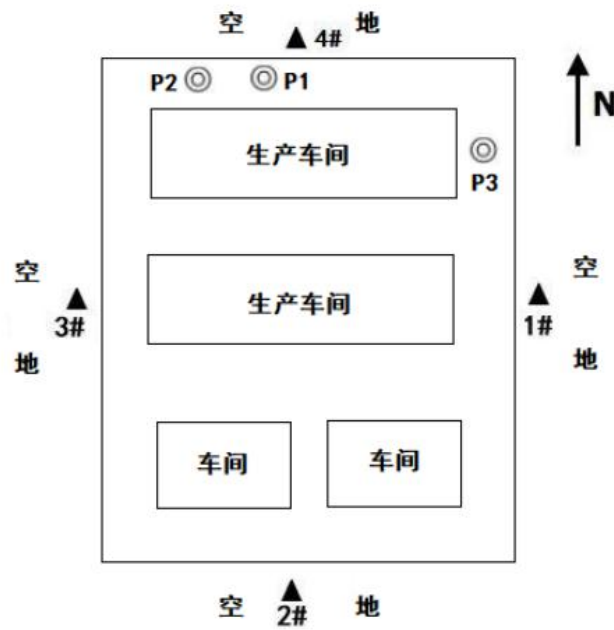 空 ▲ 4# 地
P2 ◎ ◎ P1
N
生产车间
◎
P3
空
空
▲
3#
生产车间
▲
1#
地
地
车间
车间
空 ▲ 地
2#